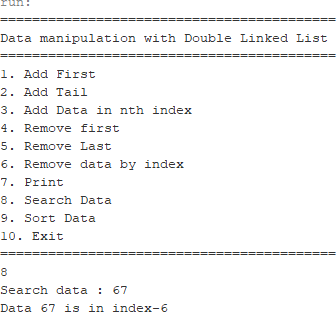 run:
==========================================
Data manipulation with Double Linked List
==========================================
1. Add First
2. Add Tail
3. Add Data in nth index
4. Remove first
5. Remove Last
6. Remove data by index
7. Print
8. Search Data
9. Sort Data
10. Exit
==========================================
8
Search data : 67
Data 67 is in index-6